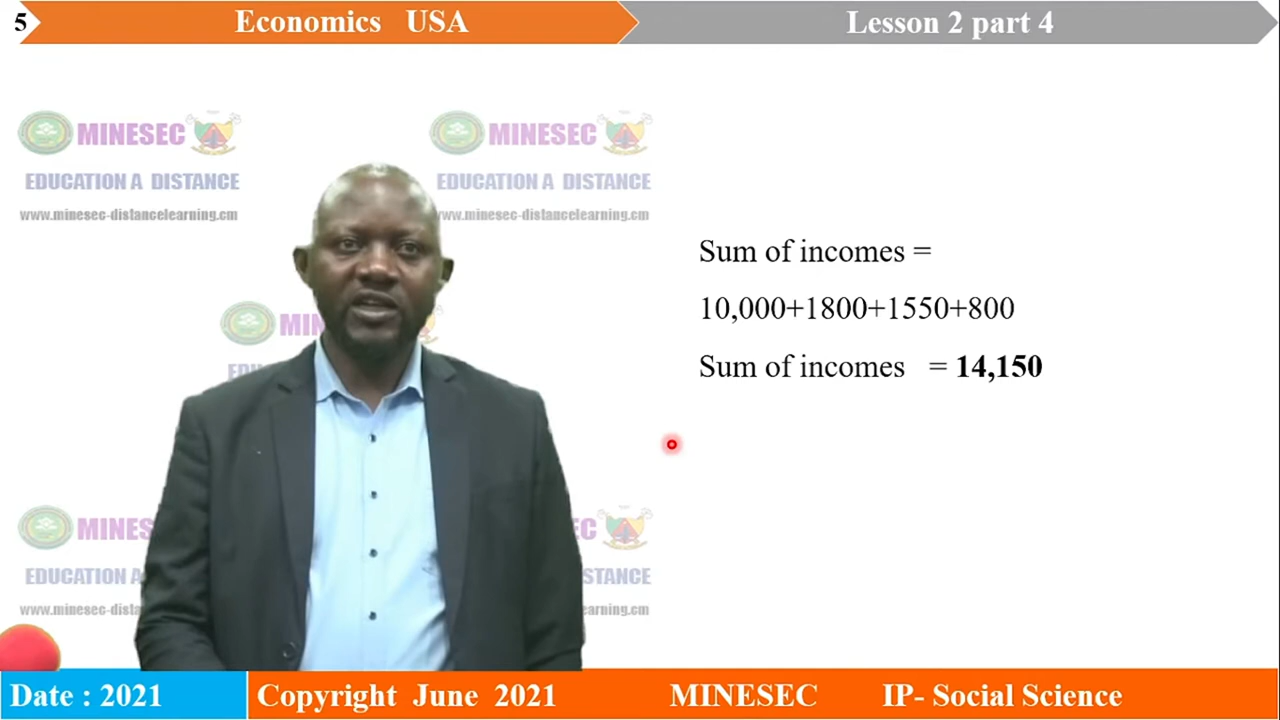 5
Economics USA
Lesson 2 part 4
MINESEC
MINESEC
EDUCATION A DISTANCE
EDUCATION A DISTANCE
www.minesec-distancelearning.cm
www.minesec-distancelearning.cm
Sum of incomes =
10,000+1800+1550+800
Sum of incomes = 14,150
Date : 2021
Copyright June 2021
MINESEC
IP- Social Science